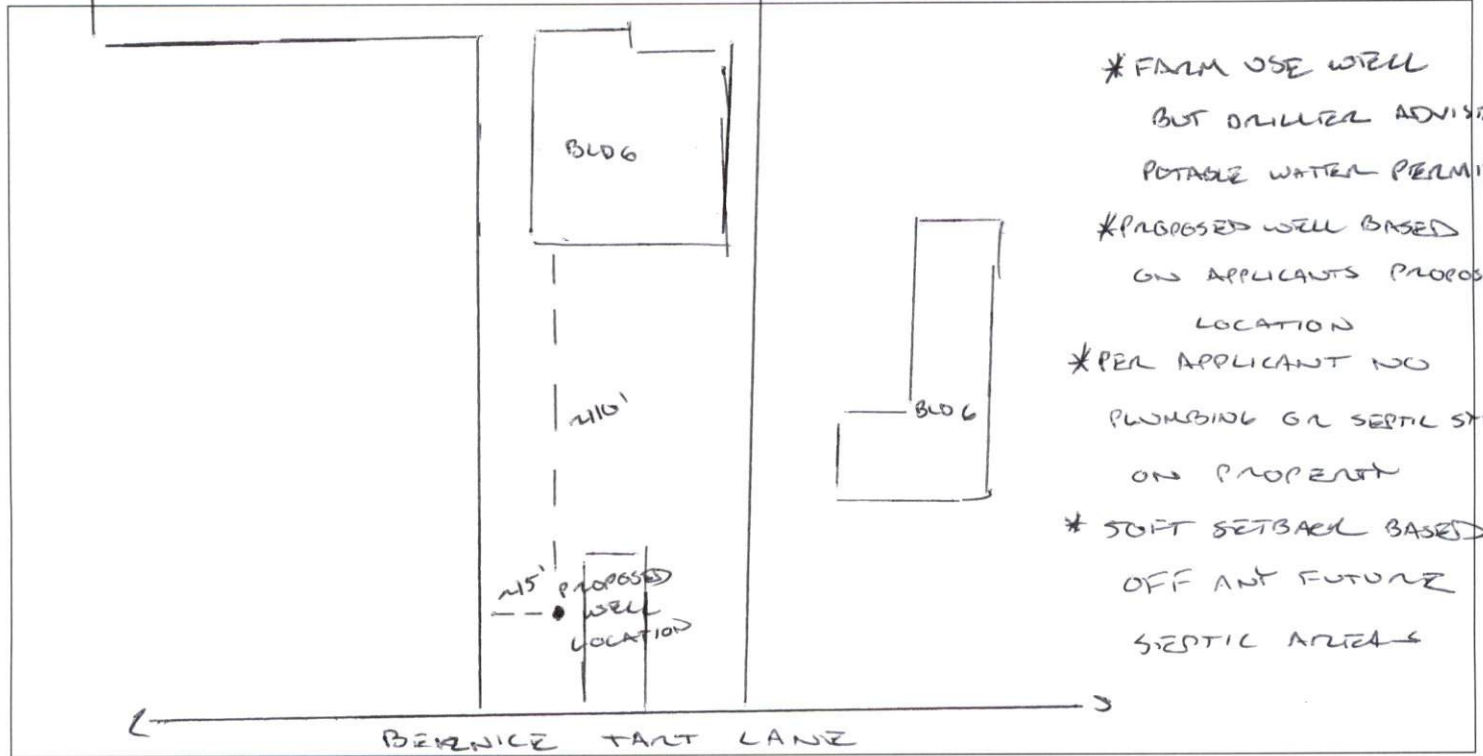 BLDG
~110'
~15'
PROPOSED
WELL
LOCATION
BLDG
BERNICE TART LANE
* FARM USE WELL
BUT DRILLER ADVISE
POTABLE WATER PERMI
* PROPOSED WELL BASED
ON APPLICANTS PROPOS
LOCATION
* PER APPLICANT NO
PLUMBING OR SEPTIC SY
ON PROPERTY
* 50FT SETBACK BASED
OFF ANY FUTURE
SEPTIC AREAS